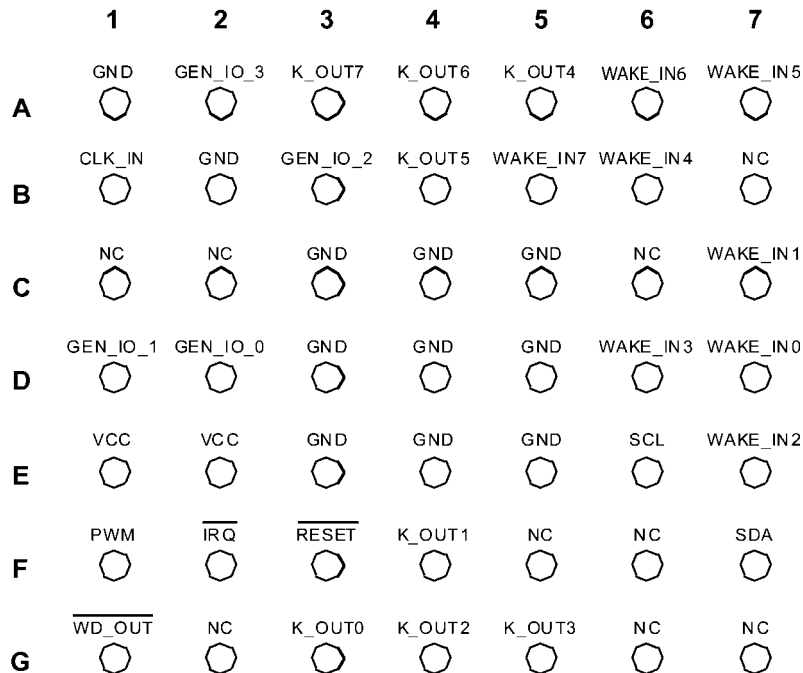 1 2 3 4 5 6 7
GND GEN_IO_3 K_OUT7 K_OUT6 K_OUT4 WAKE_IN6 WAKE_IN5
A
CLK_IN GND GEN_IO_2 K_OUT5 WAKE_IN7 WAKE_IN4 NC
B
NC NC GND GND GND NC WAKE_IN1
C
GEN_IO_1 GEN_IO_0 GND GND GND WAKE_IN3 WAKE_IN0
D
VCC VCC GND GND GND SCL WAKE_IN2
E
PWM IRQ RESET K_OUT1 NC NC SDA
F
WD_OUT NC K_OUT0 K_OUT2 K_OUT3 NC NC
G